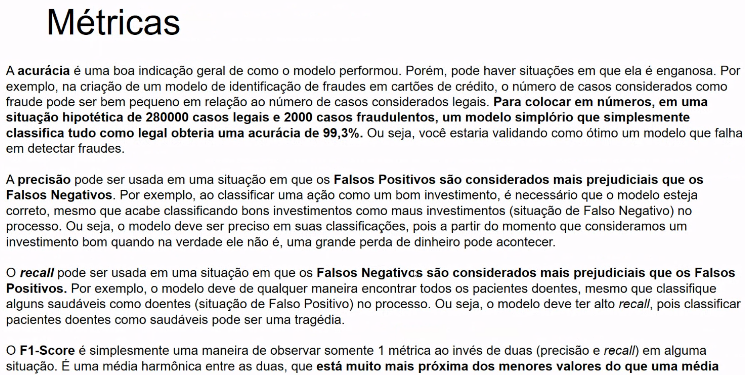 Métricas
A acurácia é uma boa indicação geral de como o modelo performou. Porém, pode haver situações em que ela é enganosa. Por
exemplo, na criação de um modelo de identificação de fraudes em cartões de crédito, o número de casos considerados como
fraude pode ser bem pequeno em relação ao número de casos considerados legais. Para colocar em números, em uma
situação hipotética de 280000 casos legais e 2000 casos fraudulentos, um modelo simplório que simplesmente
classifica tudo como legal obteria uma acurácia de 99,3%. Ou seja, você estaria validando como ótimo um modelo que falha
em detectar fraudes.
A precisão pode ser usada em uma situação em que os Falsos Positivos são considerados mais prejudiciais que os
Falsos Negativos. Por exemplo, ao classificar uma ação como um bom investimento, é necessário que o modelo esteja
correto, mesmo que acabe classificando bons investimentos como maus investimentos (situação de Falso Negativo) no
processo. Ou seja, o modelo deve ser preciso em suas classificações, pois a partir do momento que consideramos um
investimento bom quando na verdade ele não é, uma grande perda de dinheiro pode acontecer.
O recall pode ser usada em uma situação em que os Falsos Negativos são considerados mais prejudiciais que os Falsos
Positivos. Por exemplo, o modelo deve de qualquer maneira encontrar todos os pacientes doentes, mesmo que classifique
alguns saudáveis como doentes (situação de Falso Positivo) no processo. Ou seja, o modelo deve ter alto recall, pois classificar
pacientes doentes como saudáveis pode ser uma tragédia.
O F1-Score é simplesmente uma maneira de observar somente 1 métrica ao invés de duas (precisão e recall) em alguma
situação. É uma média harmônica entre as duas, que está muito mais próxima dos menores valores do que uma média